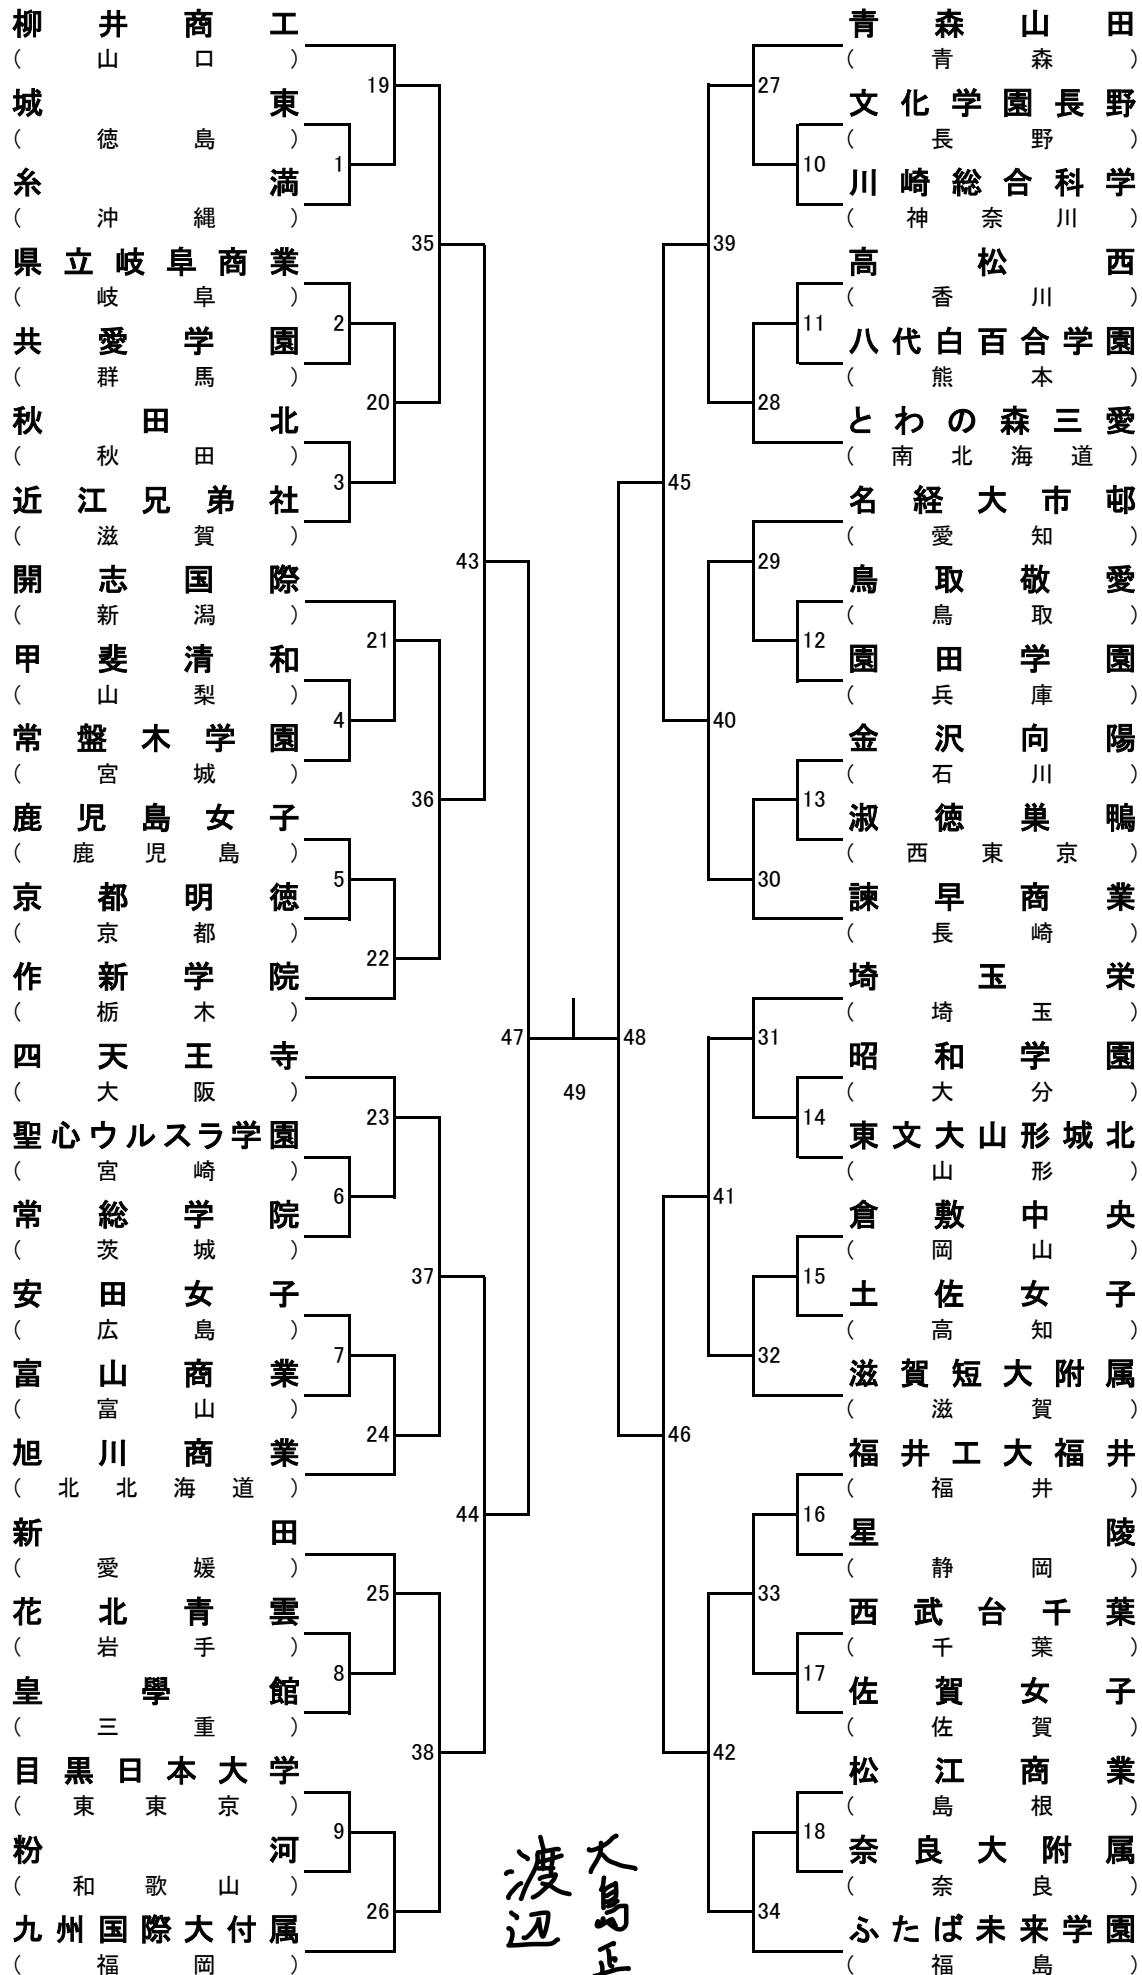 柳井商工
(山口)
城東
(徳島)
糸満
(沖縄)
県立岐阜商業
(岐阜)
共愛学園
(群馬)
秋田北
(秋田)
近江兄弟社
(滋賀)
開志国際
(新潟)
甲斐清和
(山梨)
常盤木学園
(宮城)
鹿児島女子
(鹿児島)
京都明徳
(京都)
作新学院
(栃木)
四天王寺
(大阪)
聖心ウルスラ学園
(宮崎)
常総学院
(茨城)
安田女子
(広島)
富山商業
(富山)
旭川商業
(北北海道)
新田
(愛媛)
花北青雲
(岩手)
皇學館
(三重)
目黒日本大学
(東東京)
粉河
(和歌山)
九州国際大付属
(福岡)
19
1
35
2
20
3
43
21
4
36
5
22
47
23
6
37
7
24
44
25
8
38
9
26
49
48
27
10
39
11
28
45
29
12
40
13
30
31
14
41
15
32
46
16
33
17
42
18
34
青森山田
(青森)
文化学園長野
(長野)
川崎総合科学
(神奈川)
高松西
(香川)
八代白百合学園
(熊本)
とわの森三愛
(南北海道)
名経大市邨
(愛知)
鳥取敬愛
(鳥取)
園田学園
(兵庫)
金沢向陽
(石川)
淑徳巣鴨
(西東京)
諫早商業
(長崎)
埼玉栄
(埼玉)
昭和学園
(大分)
東文大山形城北
(山形)
倉敷中央
(岡山)
土佐女子
(高知)
滋賀短大附属
(滋賀)
福井工大福井
(福井)
星陵
(静岡)
西武台千葉
(千葉)
佐賀女子
(佐賀)
松江商業
(島根)
奈良大附属
(奈良)
ふたば未来学園
(福島)
大島正
渡辺